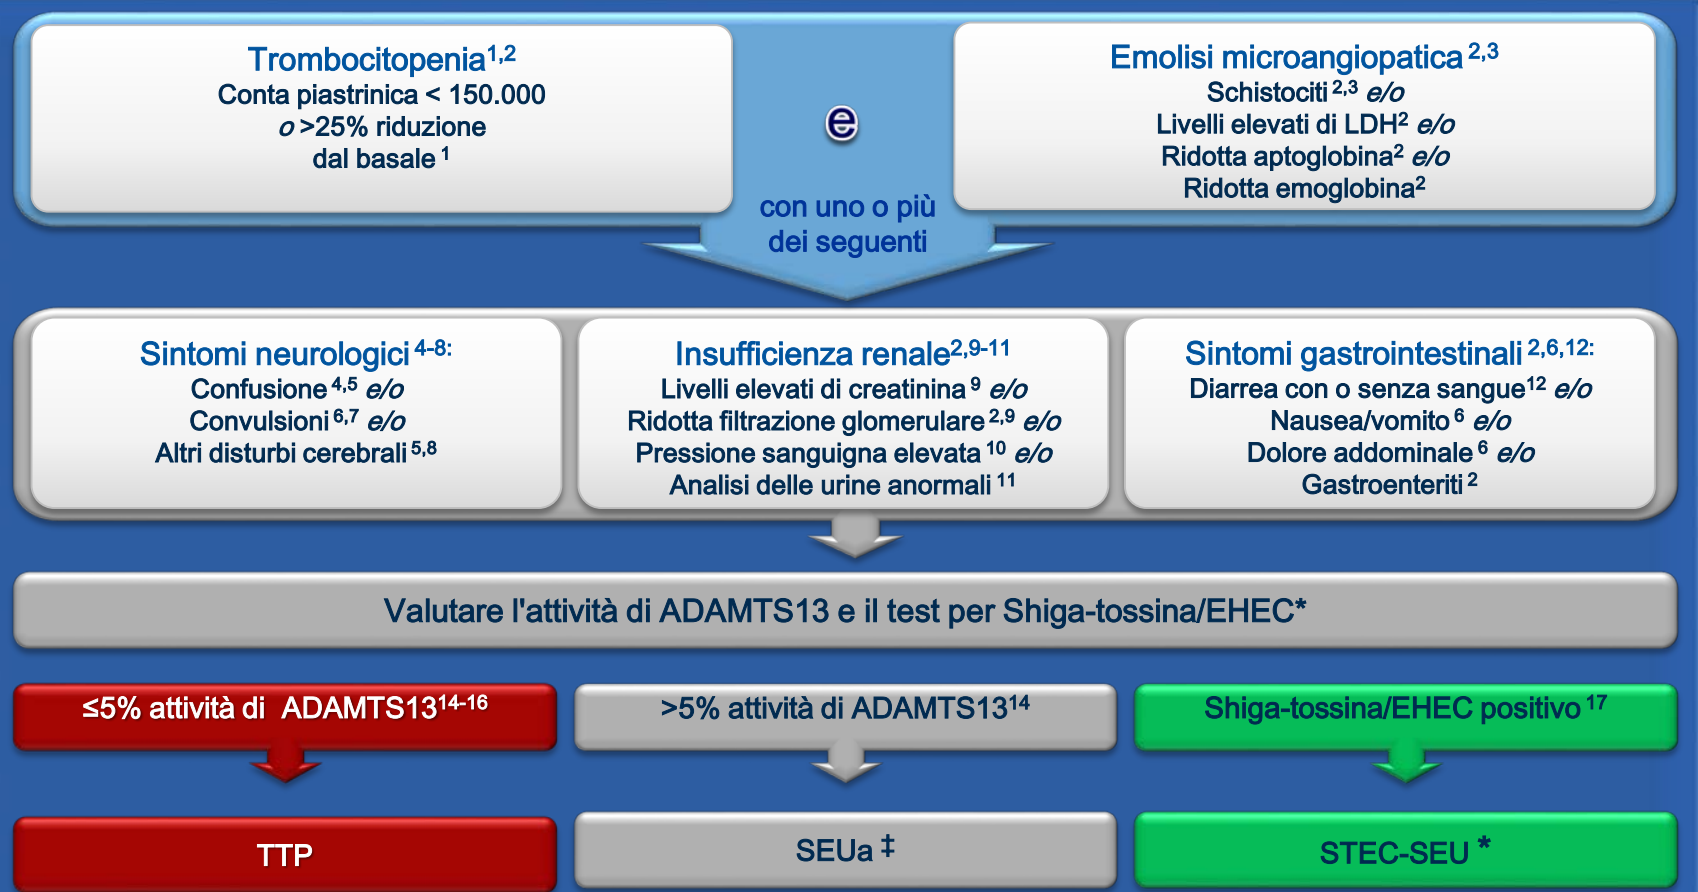 Trombocitopenia1,2
Conta piastrinica < 150.000
o >25% riduzione
dal basale 1
e
Emolisi microangiopatica 2,3
Schistociti 2,3 e/o
Livelli elevati di LDH2 e/o
Ridotta aptoglobina2 e/o
Ridotta emoglobina2
con uno o più
dei seguenti
Sintomi neurologici 4-8:
Confusione 4,5 e/o
Convulsioni 6,7 e/o
Altri disturbi cerebrali 5,8
Insufficienza renale2,9-11
Livelli elevati di creatinina 9 e/o
Ridotta filtrazione glomerulare 2,9 e/o
Pressione sanguigna elevata 10 e/o
Analisi delle urine anormali 11
Sintomi gastrointestinali 2,6,12:
Diarrea con o senza sangue12 e/o
Nausea/vomito 6 e/o
Dolore addominale 6 e/o
Gastroenteriti 2
Valutare l'attività di ADAMTS13 e il test per Shiga-tossina/EHEC*
≤5% attività di ADAMTS1314-16
>5% attività di ADAMTS1314
Shiga-tossina/EHEC positivo 17
TTP
SEUa ‡
STEC-SEU *